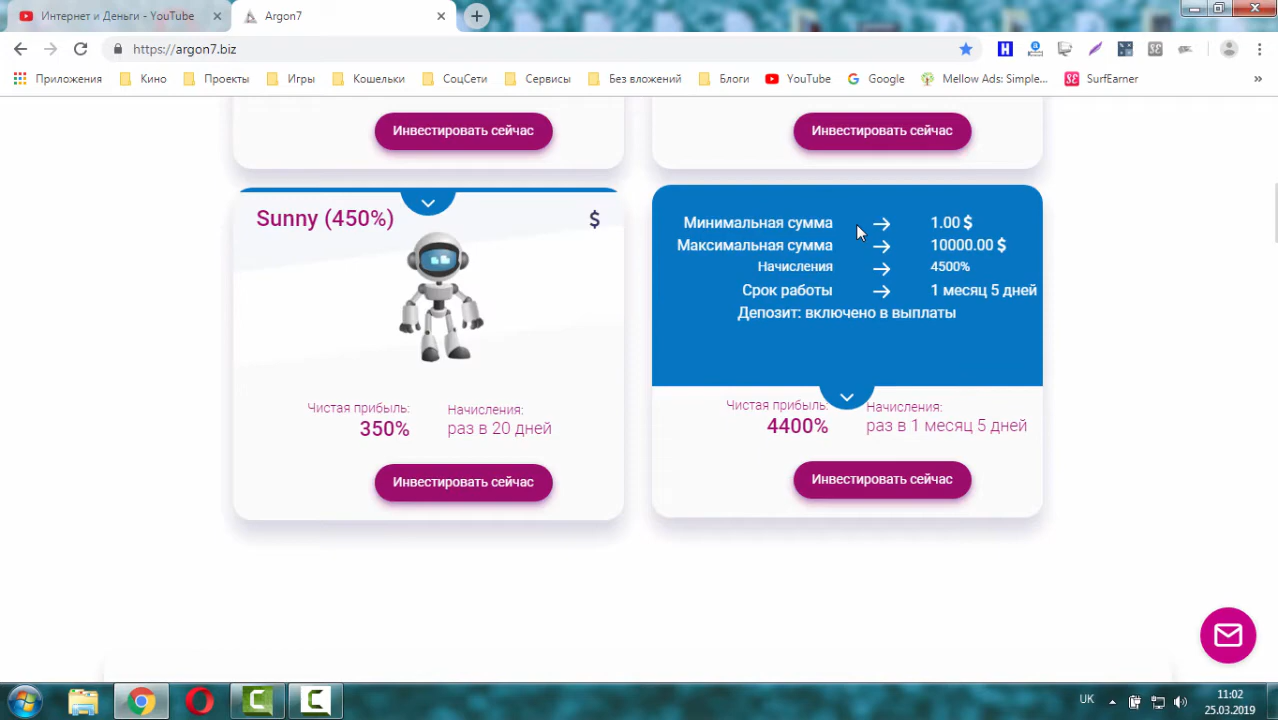 Интернет и Деньги - YouTube
Argon7
https://argon7.biz
Приложения
Кино
Проекты
Игры
Кошельки
СоцСети
Сервисы
Без вложений
Блоги
YouTube
Google
Mellow Ads: Simple...
SurfEarner
Инвестировать сейчас
Инвестировать сейчас
Sunny (450%)
$
Чистая прибыль:
350%
Начисления:
раз в 20 дней
Инвестировать сейчас
Минимальная сумма → 1.00 $
Максимальная сумма → 10000.00 $
Начисления → 4500%
Срок работы → 1 месяц 5 дней
Депозит: включено в выплаты
Чистая прибыль:
4400%
Начисления:
раз в 1 месяц 5 дней
Инвестировать сейчас
UK
11:02
25.03.2019